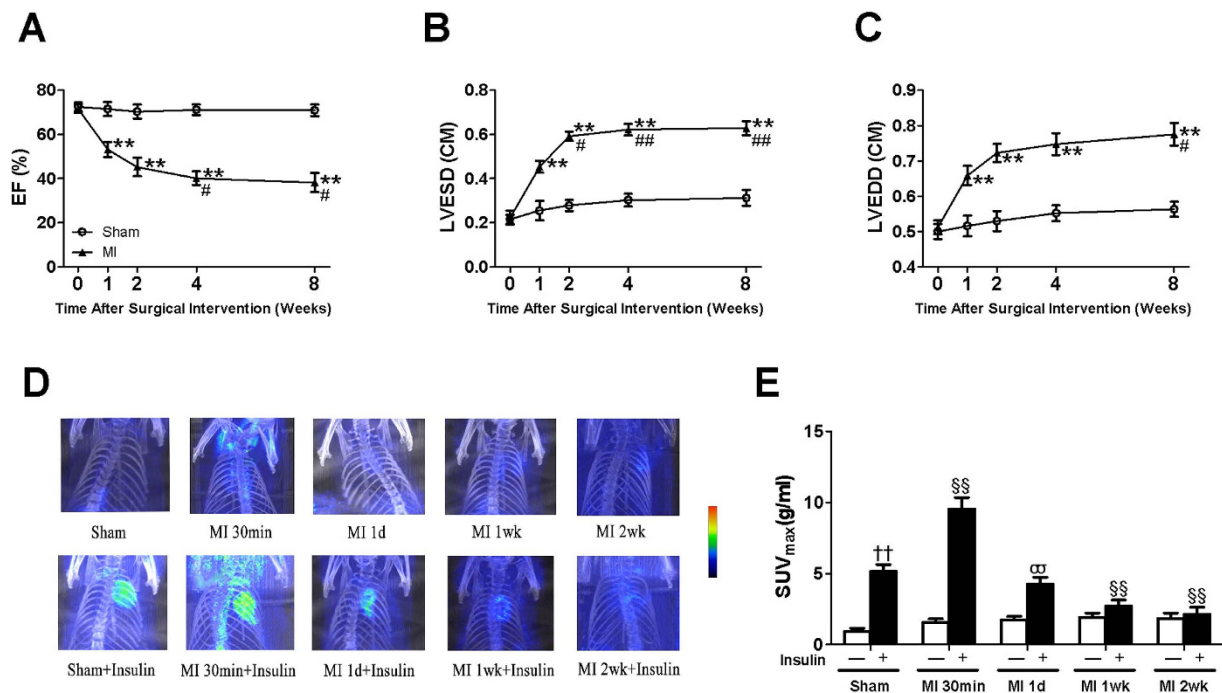 A
80
60
40
20
0
EF (%)
**
**
**
#
**
#
Sham
MI
0 1 2 4 8
Time After Surgical Intervention (Weeks)
B
0.8
0.6
0.4
0.2
0.0
LVESD (CM)
**
**
#
**
##
**
##
0 1 2 4 8
Time After Surgical Intervention (Weeks)
C
0.9
0.8
0.7
0.6
0.5
0.4
LVEDD (CM)
**
**
**
**
#
0 1 2 4 8
Time After Surgical Intervention (Weeks)
D
Sham MI 30min MI 1d MI 1wk MI 2wk
Sham+Insulin MI 30min+Insulin MI 1d+Insulin MI 1wk+Insulin MI 2wk+Insulin
E
15
10
5
0
SUVmax(g/ml)
††
§§
§§
§§
Insulin — + — + — + — + — +
Sham MI 30min MI 1d MI 1wk MI 2wk